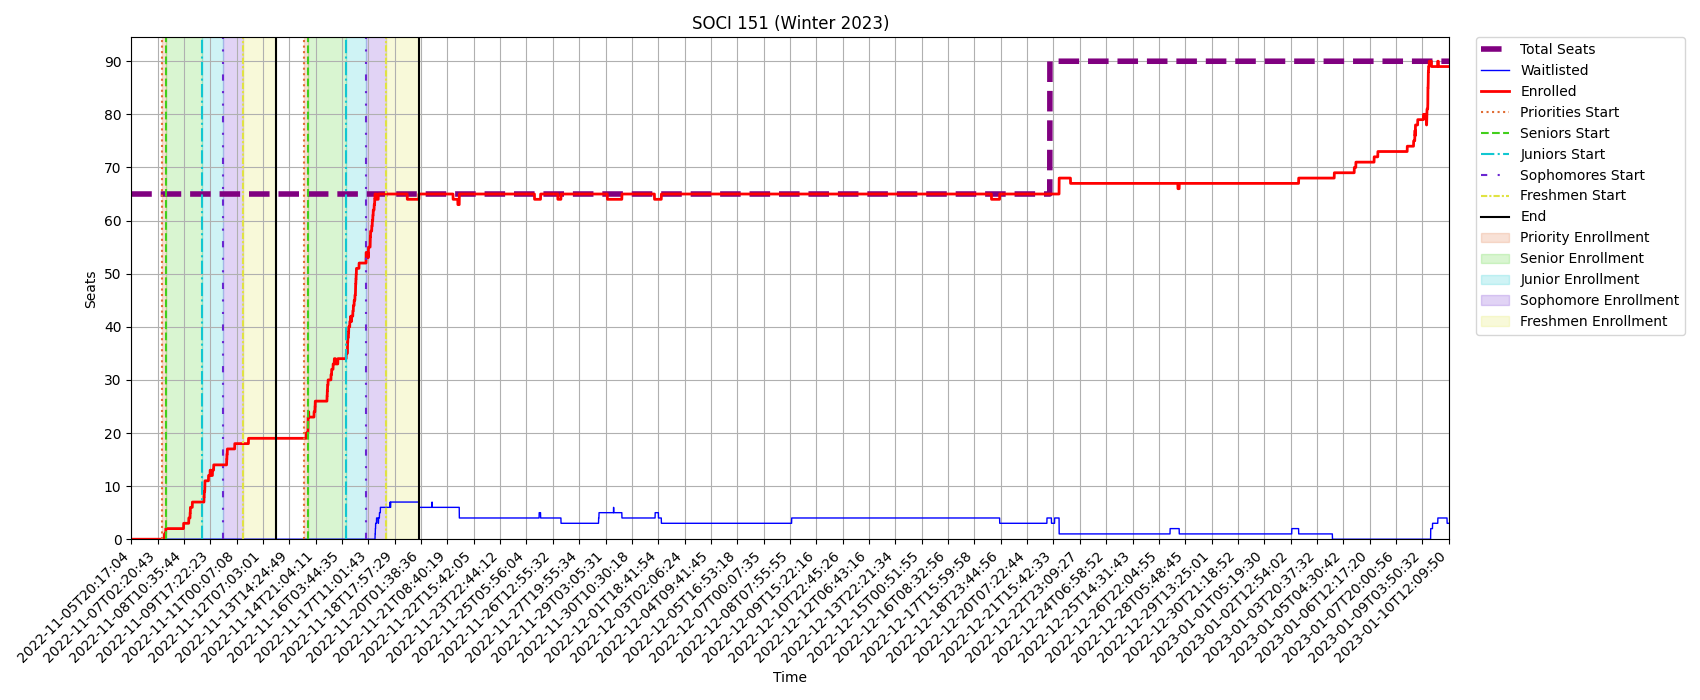 SOCI 151 (Winter 2023)
Total Seats
Waitlisted
Enrolled
Priorities Start
Seniors Start
Juniors Start
Sophomores Start
Freshmen Start
End
Priority Enrollment
Senior Enrollment
Junior Enrollment
Sophomore Enrollment
Freshmen Enrollment
Seats
90
80
70
60
50
40
30
20
10
0
2022-11-05T20:17:04
2022-11-07T02:20:43
2022-11-08T10:35:44
2022-11-09T17:22:23
2022-11-11T00:07:08
2022-11-12T07:03:01
2022-11-13T14:24:49
2022-11-14T21:04:11
2022-11-16T03:44:35
2022-11-17T11:01:43
2022-11-18T17:57:29
2022-11-20T01:38:36
2022-11-21T08:40:19
2022-11-22T15:42:05
2022-11-23T22:44:12
2022-11-25T05:56:04
2022-11-26T12:55:32
2022-11-27T19:55:34
2022-11-29T03:05:31
2022-11-30T10:30:18
2022-12-01T18:41:54
2022-12-03T02:06:24
2022-12-04T09:41:45
2022-12-05T16:53:18
2022-12-07T00:07:35
2022-12-08T07:55:55
2022-12-09T15:22:16
2022-12-10T22:45:26
2022-12-12T06:43:16
2022-12-13T14:21:34
2022-12-15T00:51:55
2022-12-16T08:32:56
2022-12-17T15:59:58
2022-12-18T23:44:56
2022-12-20T07:22:44
2022-12-21T15:42:33
2022-12-22T23:09:27
2022-12-24T06:58:52
2022-12-25T14:31:43
2022-12-26T22:04:55
2022-12-28T05:48:45
2022-12-29T13:25:01
2022-12-30T21:18:52
2023-01-01T05:19:30
2023-01-02T12:54:02
2023-01-03T20:37:32
2023-01-05T04:30:42
2023-01-06T12:17:20
2023-01-07T20:00:56
2023-01-09T03:50:32
2023-01-10T12:09:50
Time